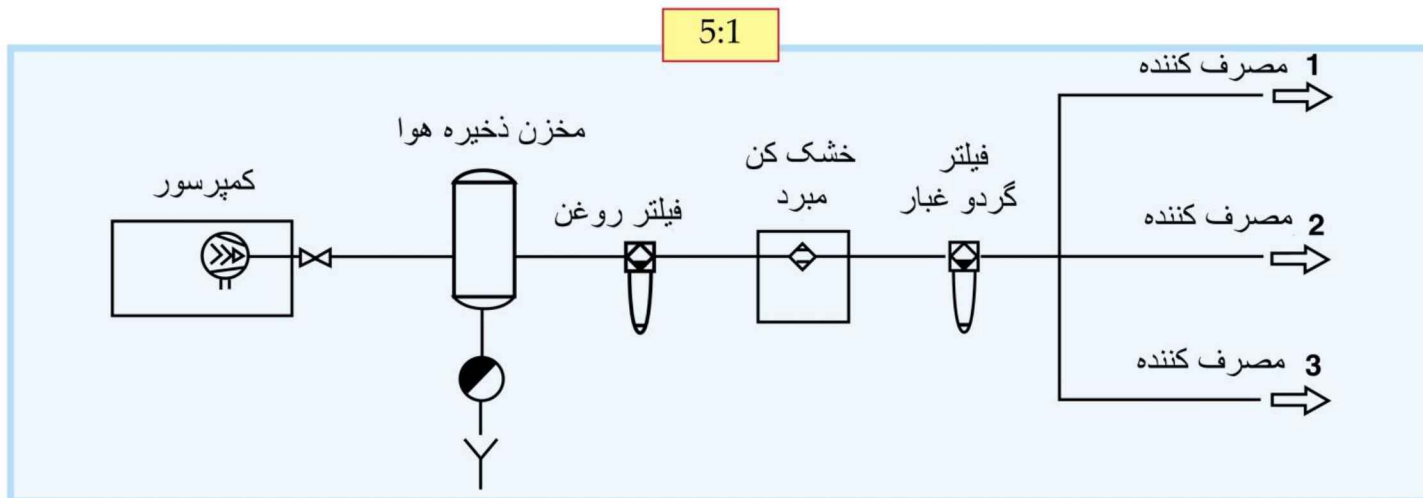 5:1
مصرف کننده 1
مخزن ذخیره هوا
خشک کن
مبرد
فیلتر
گردو غبار
کمپرسور
فیلتر روغن
مصرف کننده 2
مصرف کننده 3